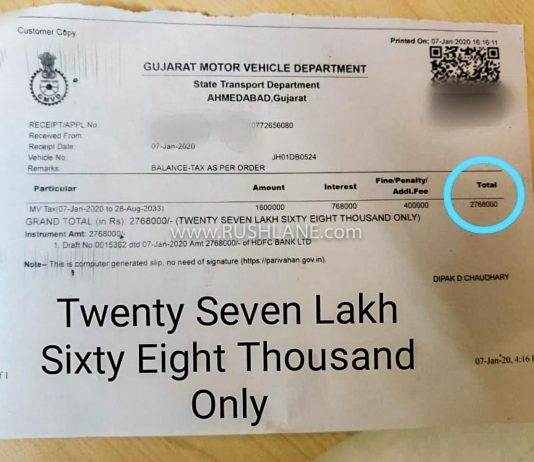 Customer Copy
Printed On: 07-Jan-2020 16:16:11
GUJARAT MOTOR VEHICLE DEPARTMENT
State Transport Department
AHMEDABAD,Gujarat
RECEIPT/APPL No. 0772656080
Received From:
Receipt Date: 07-Jan-2020
Vehicle No. JH01DB0524
Remarks: BALANCE-TAX AS PER ORDER
Particular Amount Interest Fine/Penalty/ Addl.Fee Total
MV Tax(07-Jan-2020 to 28-Aug-2033) 1600000 768000 400000 2768000
GRAND TOTAL (in Rs): 2768000/- (TWENTY SEVEN LAKH SIXTY EIGHT THOUSAND ONLY)
www.RUSHLANE.com
Instrument Amt: 2768000/-
1. Draft No 0015362 dtd 07-Jan-2020 Amt 2768000/- of HDFC BANK LTD
Note-- This is computer generated slip, no need of signature (https://parivahan.gov.in).
DIPAK D CHAUDHARY
Twenty Seven Lakh
Sixty Eight Thousand
Only
07-Jan-20, 4:16